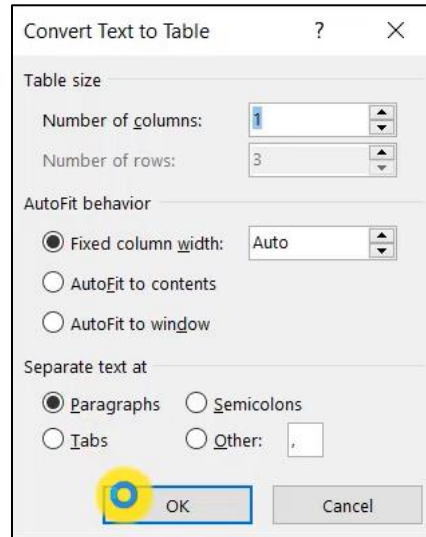 Convert Text to Table ? ×
Table size
Number of columns: 1
Number of rows: 3
AutoFit behavior
Fixed column width: Auto
AutoFit to contents
AutoFit to window
Separate text at
Paragraphs Semicolons
Tabs Other: ,
OK Cancel